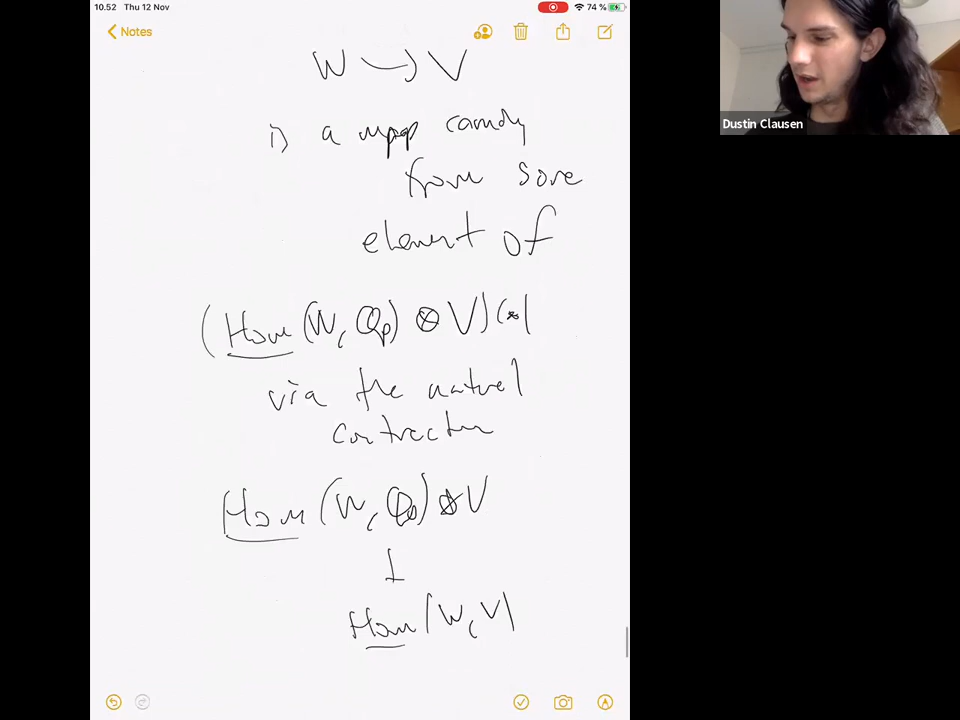 10.52 Thu 12 Nov 74 %
Notes
Dustin Clausen
W → V
is a map coming
from some
element of
(Hom(W, Qp) ⊗ V)(*)
via the natural
contraction
Hom(W, Qp) ⊗ V
↓
Hom(W, V)